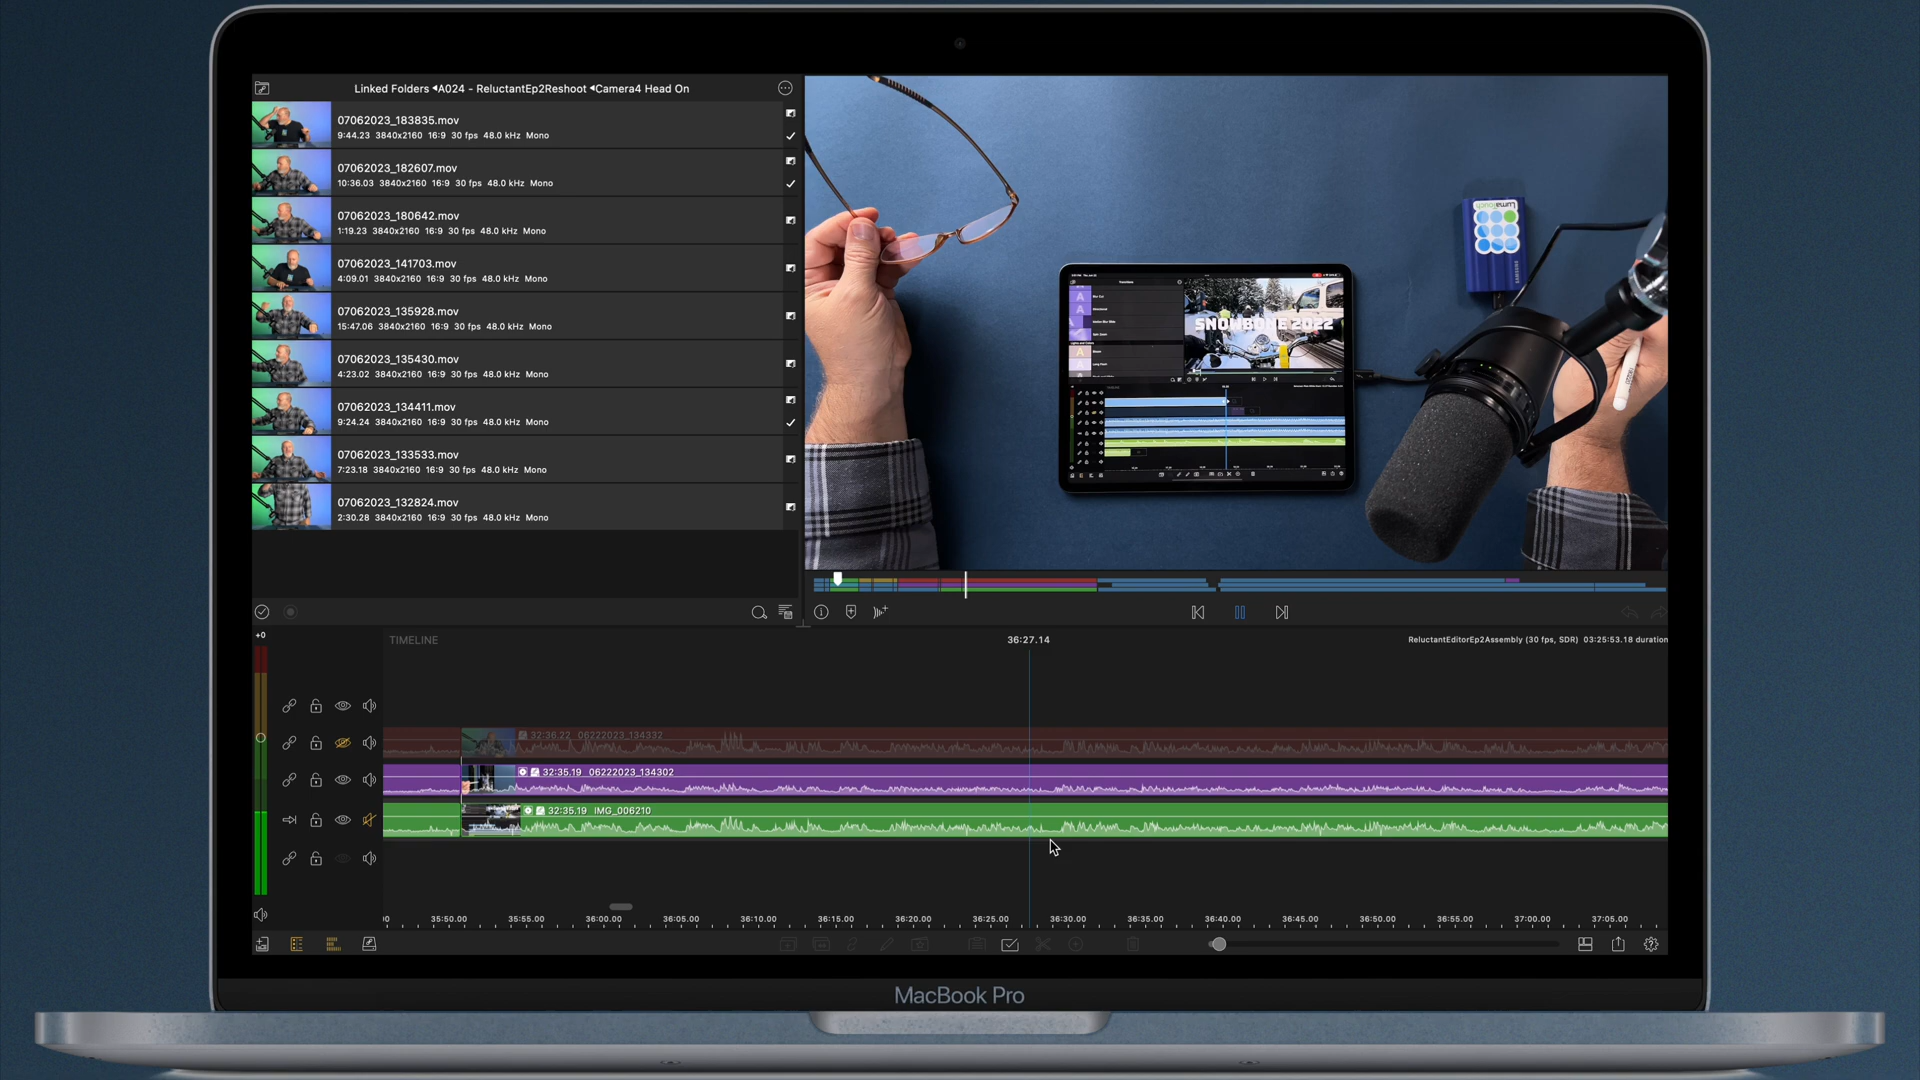 Linked Folders ◂A024 - ReluctantEp2Reshoot ◂Camera4 Head On
07062023_183835.mov
9:44.23 3840x2160 16:9 30 fps 48.0 kHz Mono
07062023_182607.mov
10:36.03 3840x2160 16:9 30 fps 48.0 kHz Mono
07062023_180642.mov
1:19.23 3840x2160 16:9 30 fps 48.0 kHz Mono
07062023_141703.mov
4:09.01 3840x2160 16:9 30 fps 48.0 kHz Mono
07062023_135928.mov
15:47.06 3840x2160 16:9 30 fps 48.0 kHz Mono
07062023_135430.mov
4:23.02 3840x2160 16:9 30 fps 48.0 kHz Mono
07062023_134411.mov
9:24.24 3840x2160 16:9 30 fps 48.0 kHz Mono
07062023_133533.mov
7:23.18 3840x2160 16:9 30 fps 48.0 kHz Mono
07062023_132824.mov
2:30.28 3840x2160 16:9 30 fps 48.0 kHz Mono
LumaTouch
SAMSUNG
SNOWBONE 2022
+0
TIMELINE
36:27.14
ReluctantEditorEp2Assembly (30 fps, SDR) 03:25:53.18 duration
32:36.22 06222023_134332
32:35.19 06222023_134302
32:35.19 IMG_006210
35:50.00 35:55.00 36:00.00 36:05.00 36:10.00 36:15.00 36:20.00 36:25.00 36:30.00 36:35.00 36:40.00 36:45.00 36:50.00 36:55.00 37:00.00 37:05.00
MacBook Pro